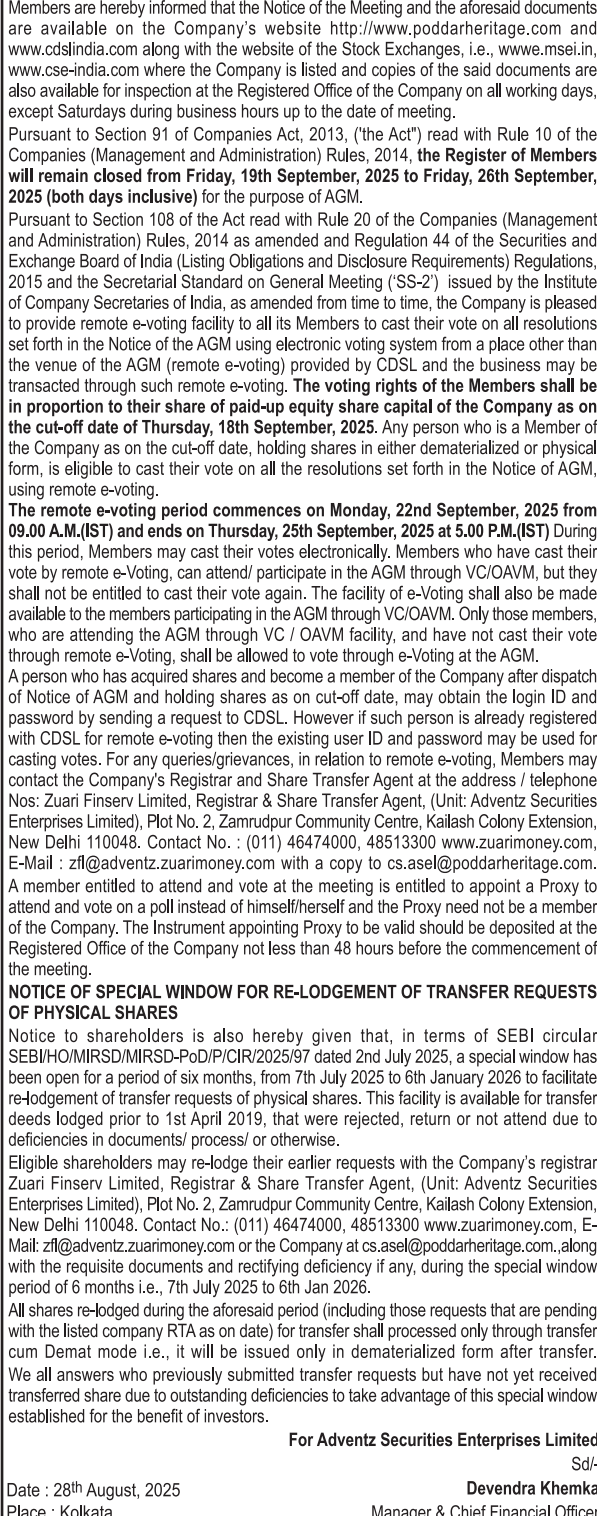 Members are hereby informed that the Notice of the Meeting and the aforesaid documents
are available on the Company's website http://www.poddarheritage.com and
www.cdslindia.com along with the website of the Stock Exchanges, i.e., wwwe.msei.in,
www.cse-india.com where the Company is listed and copies of the said documents are
also available for inspection at the Registered Office of the Company on all working days,
except Saturdays during business hours up to the date of meeting.
Pursuant to Section 91 of Companies Act, 2013, ('the Act") read with Rule 10 of the
Companies (Management and Administration) Rules, 2014, the Register of Members
will remain closed from Friday, 19th September, 2025 to Friday, 26th September,
2025 (both days inclusive) for the purpose of AGM.
Pursuant to Section 108 of the Act read with Rule 20 of the Companies (Management
and Administration) Rules, 2014 as amended and Regulation 44 of the Securities and
Exchange Board of India (Listing Obligations and Disclosure Requirements) Regulations,
2015 and the Secretarial Standard on General Meeting ('SS-2') issued by the Institute
of Company Secretaries of India, as amended from time to time, the Company is pleased
to provide remote e-voting facility to all its Members to cast their vote on all resolutions
set forth in the Notice of the AGM using electronic voting system from a place other than
the venue of the AGM (remote e-voting) provided by CDSL and the business may be
transacted through such remote e-voting. The voting rights of the Members shall be
in proportion to their share of paid-up equity share capital of the Company as on
the cut-off date of Thursday, 18th September, 2025. Any person who is a Member of
the Company as on the cut-off date, holding shares in either dematerialized or physical
form, is eligible to cast their vote on all the resolutions set forth in the Notice of AGM,
using remote e-voting.
The remote e-voting period commences on Monday, 22nd September, 2025 from
09.00 A.M.(IST) and ends on Thursday, 25th September, 2025 at 5.00 P.M.(IST) During
this period, Members may cast their votes electronically. Members who have cast their
vote by remote e-Voting, can attend/ participate in the AGM through VC/OAVM, but they
shall not be entitled to cast their vote again. The facility of e-Voting shall also be made
available to the members participating in the AGM through VC/OAVM. Only those members,
who are attending the AGM through VC / OAVM facility, and have not cast their vote
through remote e-Voting, shall be allowed to vote through e-Voting at the AGM.
A person who has acquired shares and become a member of the Company after dispatch
of Notice of AGM and holding shares as on cut-off date, may obtain the login ID and
password by sending a request to CDSL. However if such person is already registered
with CDSL for remote e-voting then the existing user ID and password may be used for
casting votes. For any queries/grievances, in relation to remote e-voting, Members may
contact the Company's Registrar and Share Transfer Agent at the address / telephone
Nos: Zuari Finserv Limited, Registrar & Share Transfer Agent, (Unit: Adventz Securities
Enterprises Limited), Plot No. 2, Zamrudpur Community Centre, Kailash Colony Extension,
New Delhi 110048. Contact No. : (011) 46474000, 48513300 www.zuarimoney.com,
E-Mail : zfl@adventz.zuarimoney.com with a copy to cs.asel@poddarheritage.com.
A member entitled to attend and vote at the meeting is entitled to appoint a Proxy to
attend and vote on a poll instead of himself/herself and the Proxy need not be a member
of the Company. The Instrument appointing Proxy to be valid should be deposited at the
Registered Office of the Company not less than 48 hours before the commencement of
the meeting.
NOTICE OF SPECIAL WINDOW FOR RE-LODGEMENT OF TRANSFER REQUESTS
OF PHYSICAL SHARES
Notice to shareholders is also hereby given that, in terms of SEBI circular
SEBI/HO/MIRSD/MIRSD-PoD/P/CIR/2025/97 dated 2nd July 2025, a special window has
been open for a period of six months, from 7th July 2025 to 6th January 2026 to facilitate
re-lodgement of transfer requests of physical shares. This facility is available for transfer
deeds lodged prior to 1st April 2019, that were rejected, return or not attend due to
deficiencies in documents/ process/ or otherwise.
Eligible shareholders may re-lodge their earlier requests with the Company's registrar
Zuari Finserv Limited, Registrar & Share Transfer Agent, (Unit: Adventz Securities
Enterprises Limited), Plot No. 2, Zamrudpur Community Centre, Kailash Colony Extension,
New Delhi 110048. Contact No.: (011) 46474000, 48513300 www.zuarimoney.com, E-
Mail: zfl@adventz.zuarimoney.com or the Company at cs.asel@poddarheritage.com.,along
with the requisite documents and rectifying deficiency if any, during the special window
period of 6 months i.e., 7th July 2025 to 6th Jan 2026.
All shares re-lodged during the aforesaid period (including those requests that are pending
with the listed company RTA as on date) for transfer shall processed only through transfer
cum Demat mode i.e., it will be issued only in dematerialized form after transfer.
We all answers who previously submitted transfer requests but have not yet received
transferred share due to outstanding deficiencies to take advantage of this special window
established for the benefit of investors.
For Adventz Securities Enterprises Limited
Sd/-
Date : 28th August, 2025 Devendra Khemka
Place : Kolkata Manager & Chief Financial Officer